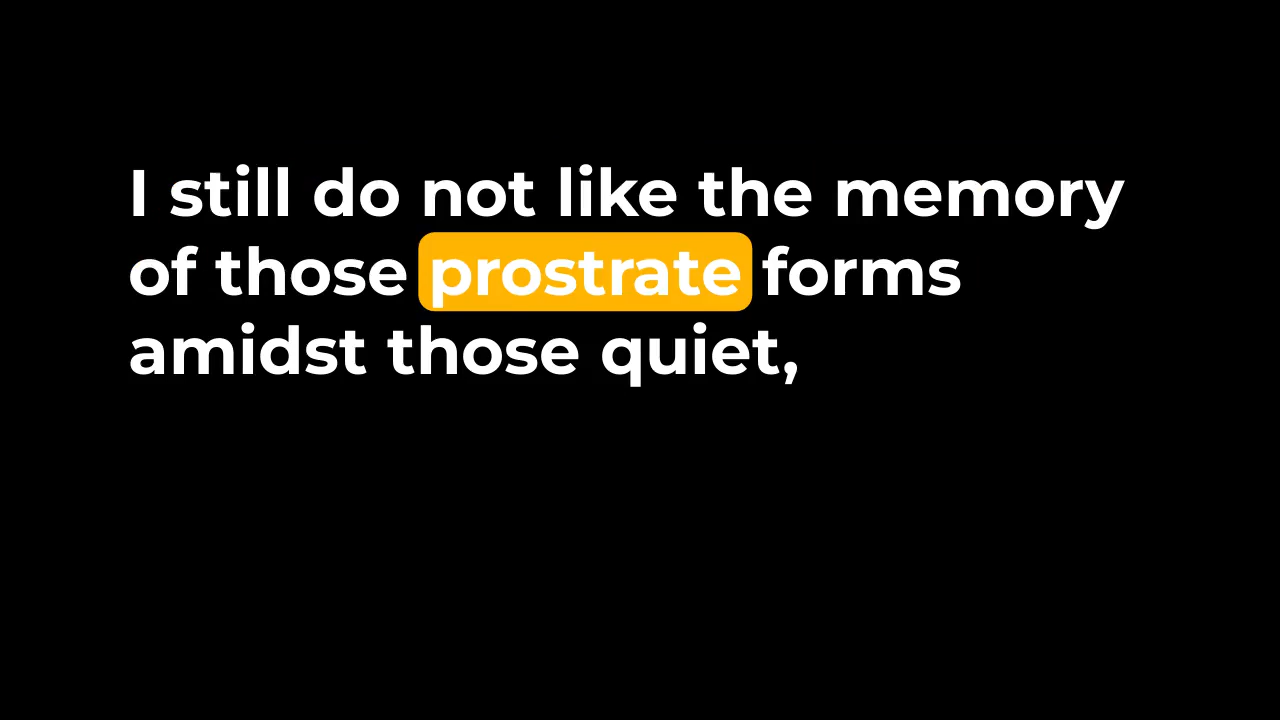 I still do not like the memory
of those prostrate forms
amidst those quiet,